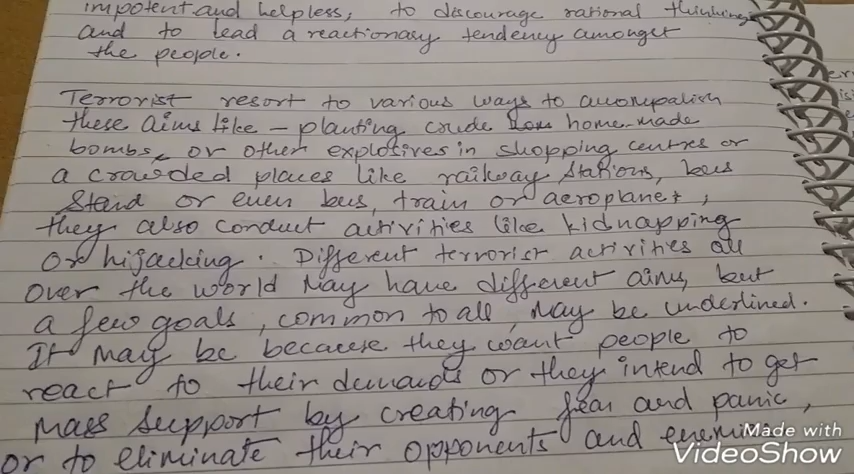 impotent and helpless, to discourage rational thinking
and to lead a reactionary tendency amongst
the people.
Terrorist resort to various ways to accompalish
these aims like - planting crude home-made
bombs, or other explosives in shopping centres or
a crowded places like railway stations, bus
stand or even bus, train or aeroplanes,
they also conduct activities like kidnapping
or hijacking. Different terrorist activities all
over the world may have different aims, but
a few goals, common to all, may be underlined.
It may be because they want people to
react to their demands or they intend to get
mass support by creating fear and panic,
or to eliminate their opponents and enemies
Made with
VideoShow